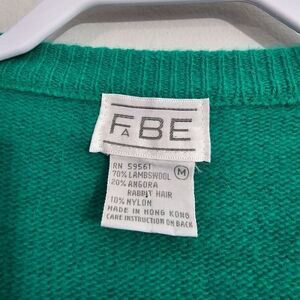 FABE
RN 59561
M
70% LAMBSWOOL
20% ANGORA
RABBIT HAIR
10% NYLON
MADE IN HONG KONG
CARE INSTRUCTION ON BACK